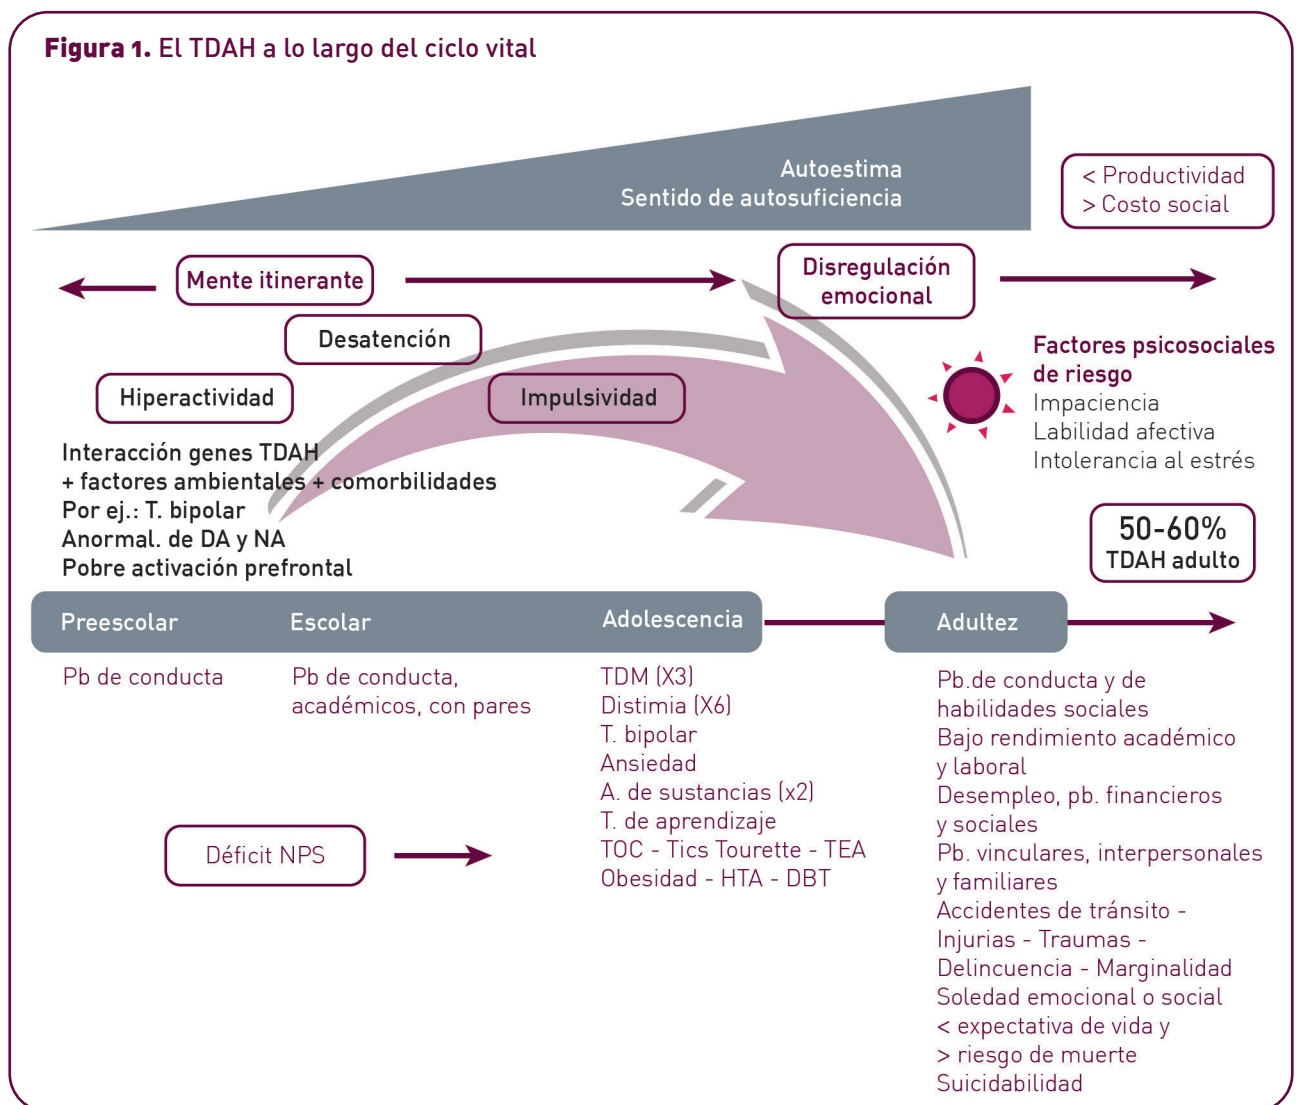 Figura 1. El TDAH a lo largo del ciclo vital
Autoestima
Sentido de autosuficiencia
< Productividad
> Costo social
Mente itinerante
Disregulación
emocional
Desatención
Hiperactividad
Impulsividad
Factores psicosociales
de riesgo
Impaciencia
Labilidad afectiva
Intolerancia al estrés
Interacción genes TDAH
+ factores ambientales + comorbilidades
Por ej.: T. bipolar
Anormal. de DA y NA
Pobre activación prefrontal
50-60%
TDAH adulto
Preescolar
Escolar
Adolescencia
Adultez
Pb de conducta
Pb de conducta,
académicos, con pares
TDM (X3)
Distimia (X6)
T. bipolar
Ansiedad
A. de sustancias (x2)
T. de aprendizaje
TOC - Tics Tourette - TEA
Obesidad - HTA - DBT
Déficit NPS
Pb.de conducta y de
habilidades sociales
Bajo rendimiento académico
y laboral
Desempleo, pb. financieros
y sociales
Pb. vinculares, interpersonales
y familiares
Accidentes de tránsito -
Injurias - Traumas -
Delincuencia - Marginalidad
Soledad emocional o social
< expectativa de vida y
> riesgo de muerte
Suicidabilidad